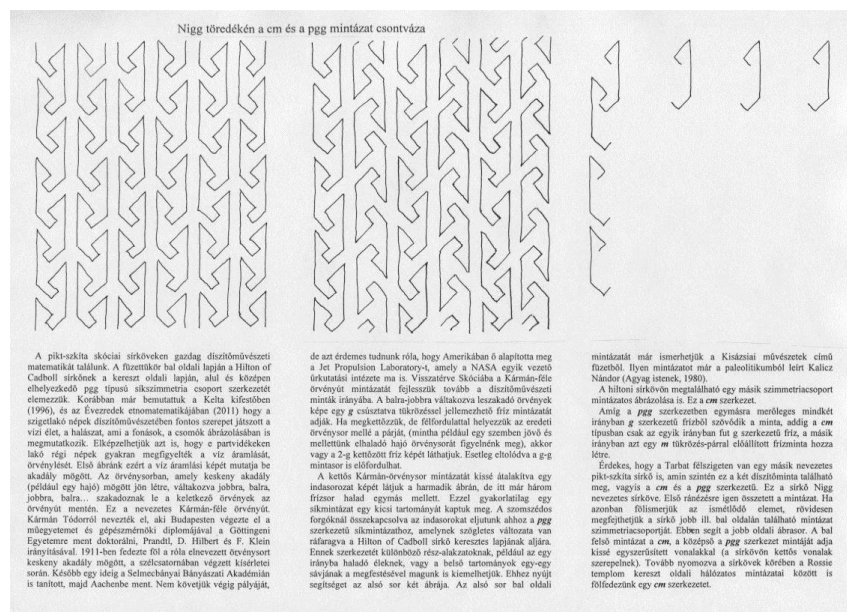 Nigg töredékén a cm és a pgg mintázat csontváza
A pikt-szkíta skóciai sírköveken gazdag díszítőművészeti
matematikát találunk. A füzettükör bal oldali lapján a Hilton of
Cadboll sírkőnek a kereszt oldali lapján, alul és középen
elhelyezkedő pgg típusú síkszimmetria csoport szerkezetét
elemezzük. Korábban már bemutattuk a Kelta kifestőben
(1996), és az Évezredek etnomatematikájában (2011) hogy a
szigetlakó népek díszítőművészetében fontos szerepet játszott a
vízi élet, a halászat, ami a fonások, a csomók ábrázolásában is
megmutatkozik. Elképzelhetjük azt is, hogy e partvidékeken
lakó régi népek gyakran megfigyelték a víz áramlását,
örvénylését. Első ábránk ezért a víz áramlási képét mutatja be
akadály mögött. Az örvénysorban, amely keskeny akadály
(például egy hajó) mögött jön létre, váltakozva jobbra, balra,
jobbra, balra... szakadoznak le a keletkező örvények az
örvényút mentén. Ez a nevezetes Kármán-féle örvényút.
Kármán Tódorról nevezték el, aki Budapesten végezte el a
műegyetemet és gépészmérnöki diplomájával a Göttingeni
Egyetemre ment doktorálni, Prandtl, D. Hilbert és F. Klein
irányításával. 1911-ben fedezte föl a róla elnevezett örvénysort
keskeny akadály mögött, a szélcsatornában végzett kísérletei
során. Később egy ideig a Selmecbányai Bányászati Akadémián
is tanított, majd Aachenbe ment. Nem követjük végig pályáját,
de azt érdemes tudnunk róla, hogy Amerikában ő alapította meg
a Jet Propulsion Laboratory-t, amely a NASA egyik vezető
űrkutatási intézete ma is. Visszatérve Skóciába a Kármán-féle
örvényút mintázatát fejlesszük tovább a díszítőművészeti
minták irányába. A balra-jobbra váltakozva leszakadó örvények
képe egy g csúsztatva tükrözéssel jellemezhető fríz mintázatát
adják. Ha megkettőzzük, de félfordulattal helyezzük az eredeti
örvénysor mellé a párját, (mintha például egy szemben jövő és
mellettünk elhaladó hajó örvénysorát figyelnénk meg), akkor
vagy a 2-g kettőzött fríz képét láthatjuk. Esetleg eltolódva a g-g
mintasor is előfordulhat.
A kettős Kármán-örvénysor mintázatát kissé átalakítva egy
indasorozat képét látjuk a harmadik ábrán, de itt már három
frízsor halad egymás mellett. Ezzel gyakorlatilag egy
síkmintázat egy kicsi tartományát kaptuk meg. A szomszédos
forgóknál összekapcsolva az indasorokat eljutunk ahhoz a pgg
szerkezetű síkmintázathoz, amelynek szögletes változata van
ráfaragva a Hilton of Cadboll sírkő keresztes lapjának aljára.
Ennek szerkezetét különböző rész-alakzatoknak, például az egy
irányba haladó éleknek, vagy a belső tartományok egy-egy
sávjának a megfestésével magunk is kiemelhetjük. Ehhez nyújt
segítséget az alsó sor két ábrája. Az alsó sor bal oldali
mintázatát már ismerhetjük a Kisázsiai művészetek című
füzetből. Ilyen mintázatot már a paleolitikumból leírt Kalicz
Nándor (Agyag istenek, 1980).
A hiltoni sírkövön megtalálható egy másik szimmetriacsoport
mintázatos ábrázolása is. Ez a cm szerkezet.
Amíg a pgg szerkezetben egymásra merőleges mindkét
irányban g szerkezetű frízből szövődik a minta, addig a cm
típusban csak az egyik irányban fut g szerkezetű fríz, a másik
irányban azt egy m tükrözés-párral előállított frízminta hozza
létre.
Érdekes, hogy a Tarbat félszigeten van egy másik nevezetes
pikt-szkíta sírkő is, amin szintén ez a két díszítőminta található
meg, vagyis a cm és a pgg szerkezetű. Ez a sírkő Nigg
nevezetes sírköve. Első ránézésre igen összetett a mintázat. Ha
azonban fölismerjük az ismétlődő elemet, rövidesen
megfejthetjük a sírkő jobb ill. bal oldalán található mintázat
szimmetriacsoportját. Ebben segít a jobb oldali ábrasor. A bal
felső mintázat a cm, a középső a pgg szerkezet mintáját adja
kissé egyszerűsített vonalakkal (a sírkövön kettős vonalak
szerepelnek). Tovább nyomozva a sírkövek körében a Rossie
templom kereszt oldali hálózatos mintázatai között is
fölfedezünk egy cm szerkezetet.